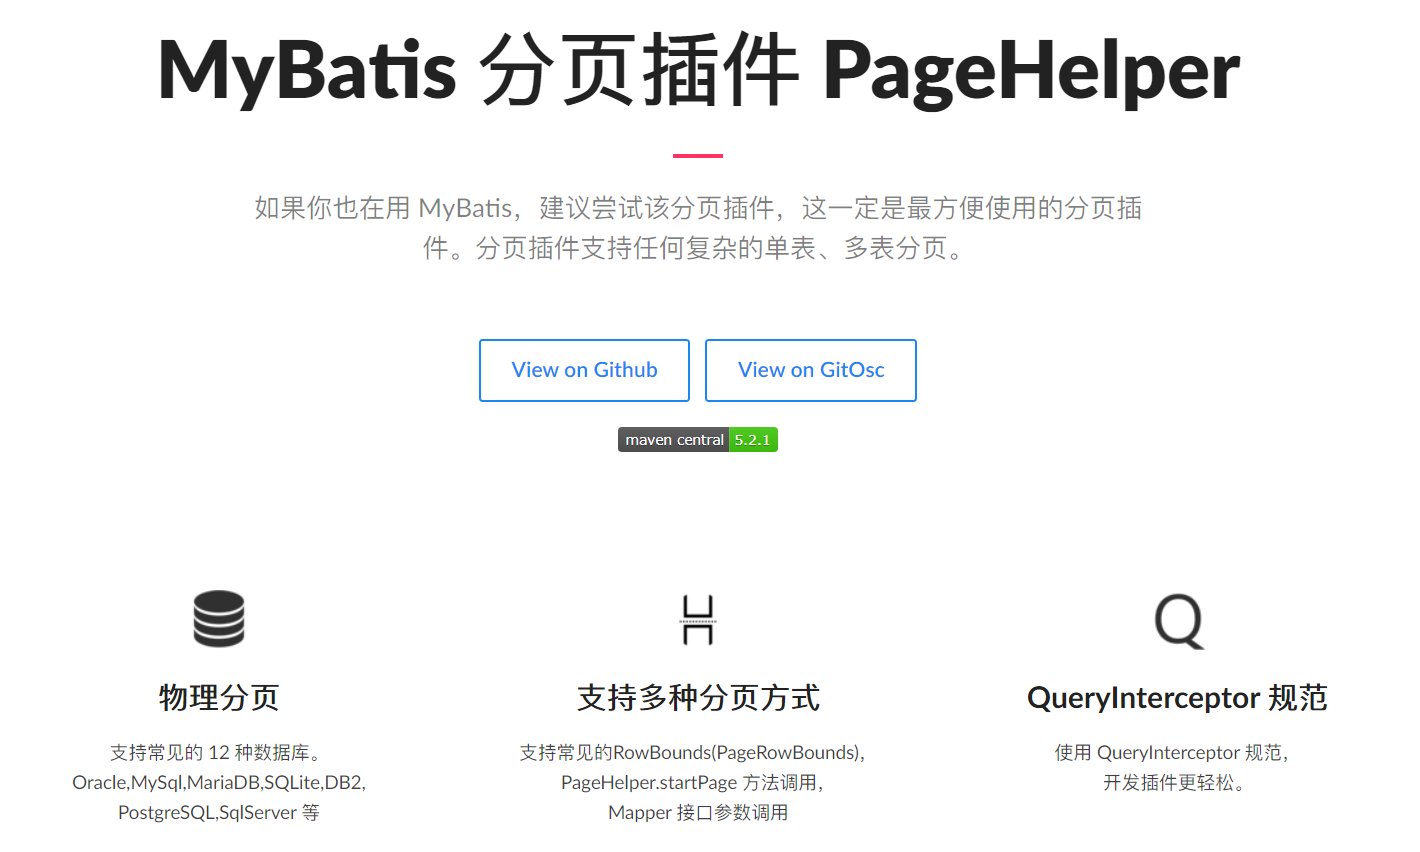 MyBatis 分页插件 PageHelper
如果你也在用 MyBatis，建议尝试该分页插件，这一定是最方便使用的分页插
件。分页插件支持任何复杂的单表、多表分页。
View on Github
View on GitOsc
maven central 5.2.1
物理分页
支持常见的 12 种数据库。
Oracle,MySql,MariaDB,SQLite,DB2,
PostgreSQL,SqlServer 等
支持多种分页方式
支持常见的RowBounds(PageRowBounds)，
PageHelper.startPage 方法调用，
Mapper 接口参数调用
QueryInterceptor 规范
使用 QueryInterceptor 规范，
开发插件更轻松。